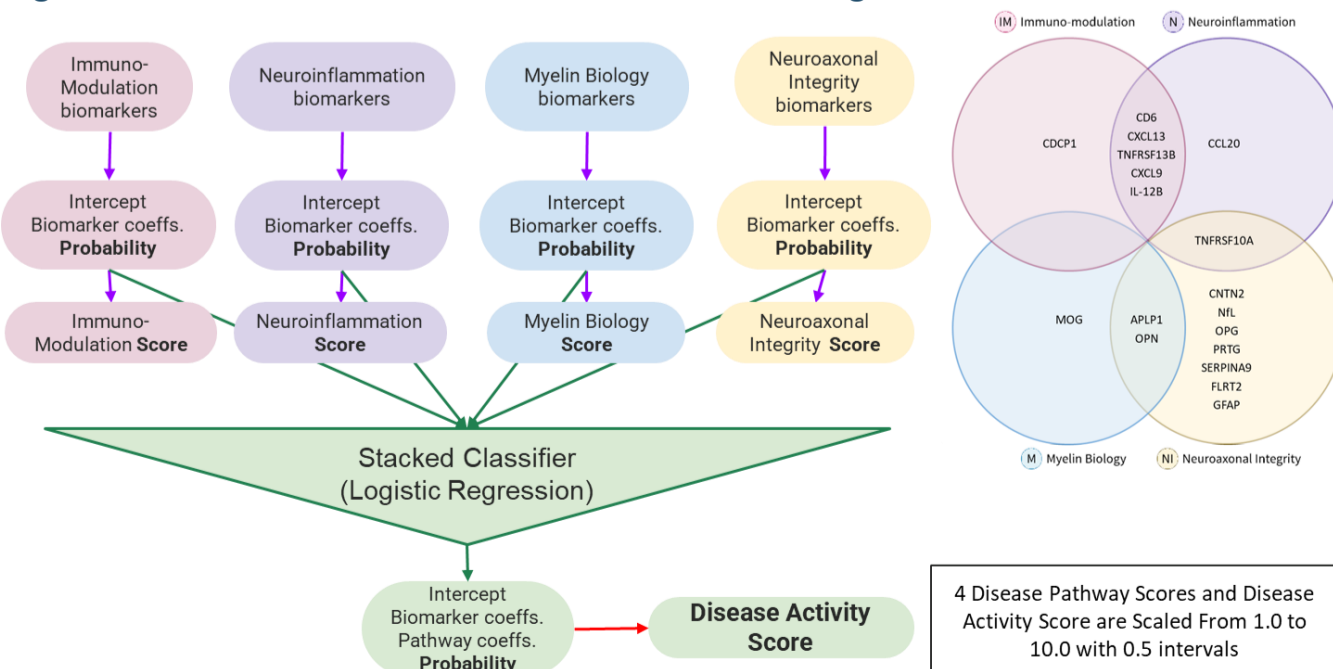 Immuno-
Modulation
biomarkers
Neuroinflammation
biomarkers
Myelin Biology
biomarkers
Neuroaxonal
Integrity
biomarkers
Intercept
Biomarker coeffs.
Probability
Intercept
Biomarker coeffs.
Probability
Intercept
Biomarker coeffs.
Probability
Intercept
Biomarker coeffs.
Probability
Immuno-
Modulation Score
Neuroinflammation
Score
Myelin Biology
Score
Neuroaxonal
Integrity Score
Stacked Classifier
(Logistic Regression)
Intercept
Biomarker coeffs.
Pathway coeffs.
Probability
Disease Activity
Score
IM Immuno-modulation
N Neuroinflammation
CDCP1
CD6
CXCL13
TNFRSF13B
CXCL9
IL-12B
CCL20
TNFRSF10A
MOG
APLP1
OPN
CNTN2
NfL
OPG
PRTG
SERPINA9
FLRT2
GFAP
M Myelin Biology
NI Neuroaxonal Integrity
4 Disease Pathway Scores and Disease
Activity Score are Scaled From 1.0 to
10.0 with 0.5 intervals